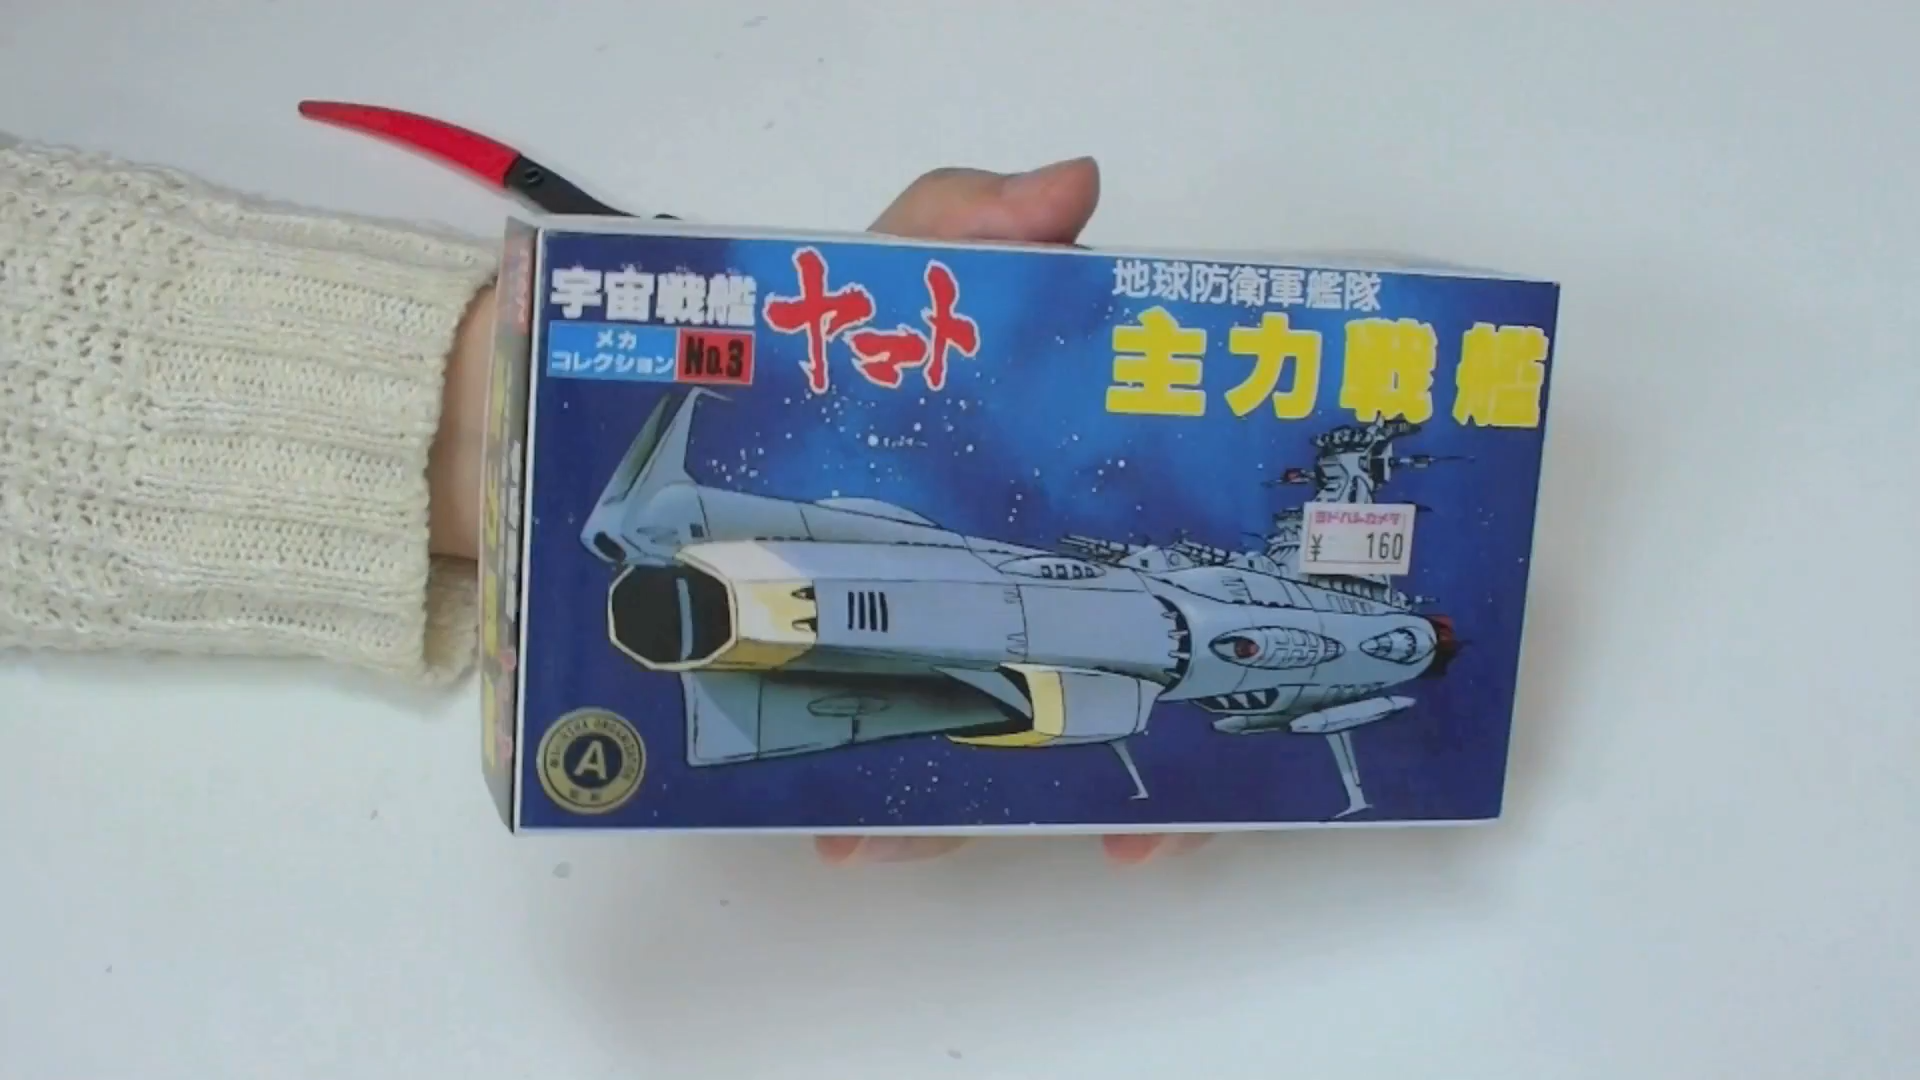 宇宙戦艦
ヤマト
メカ
コレクション
No.3
地球防衛軍艦隊
主力戦艦
ヨドバシカメラ
¥ 160
A